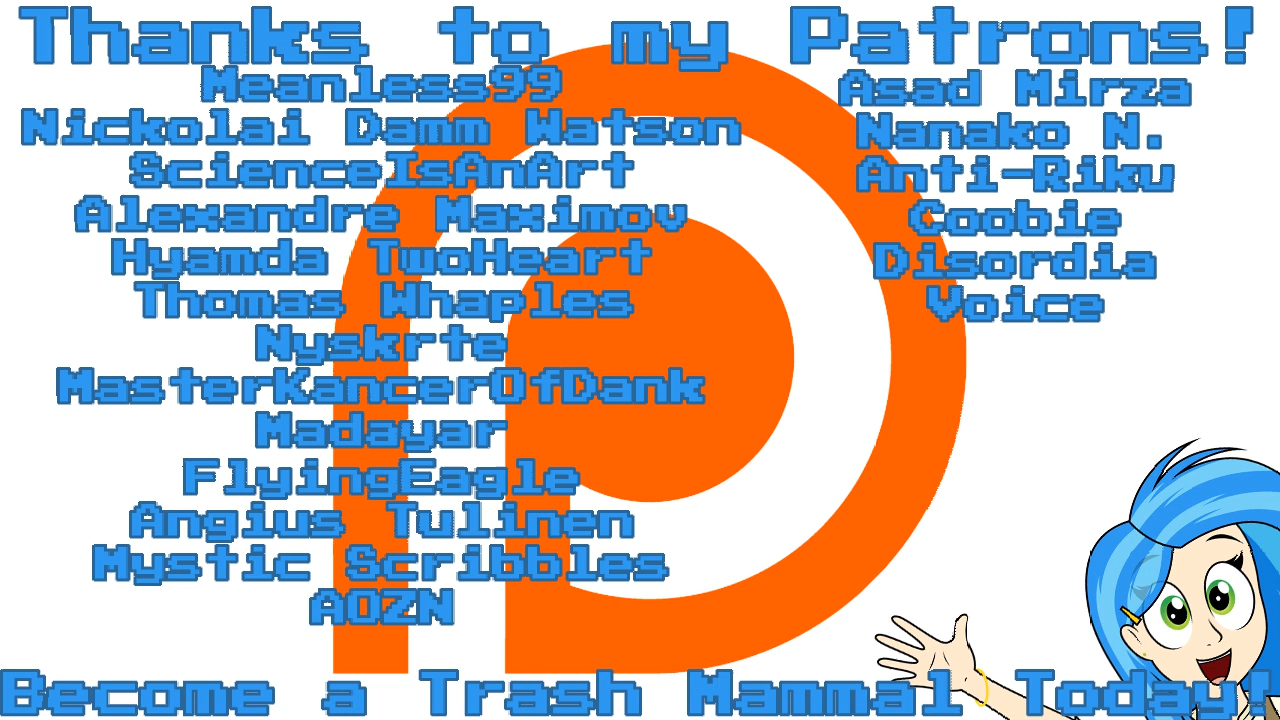 Thanks to my Patrons!
Meanless99
Nickolai Damm Watson
ScienceIsAnArt
Alexandre Maximov
Hyamda TwoHeart
Thomas Whaples
Nyskrte
MasterKancerOfDank
Madayar
FlyingEagle
Angius Tulinen
Mystic Scribbles
AOZN
Asad Mirza
Nanako N.
Anti-Riku
Coobie
Disordia
Voice
Become a Trash Mammal Today!